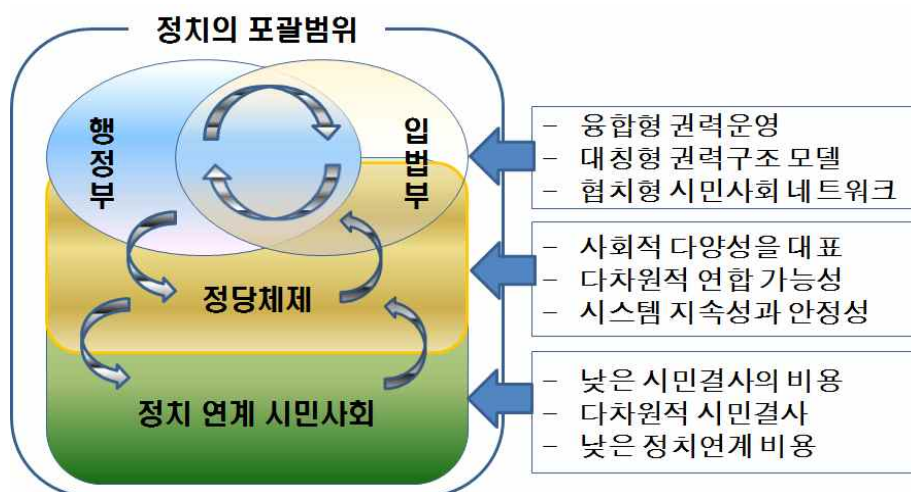 정치의 포괄범위
행정부
입법부
정당체제
정치 연계 시민사회
- 융합형 권력운영
- 대칭형 권력구조 모델
- 협치형 시민사회 네트워크
- 사회적 다양성을 대표
- 다차원적 연합 가능성
- 시스템 지속성과 안정성
- 낮은 시민결사의 비용
- 다차원적 시민결사
- 낮은 정치연계 비용